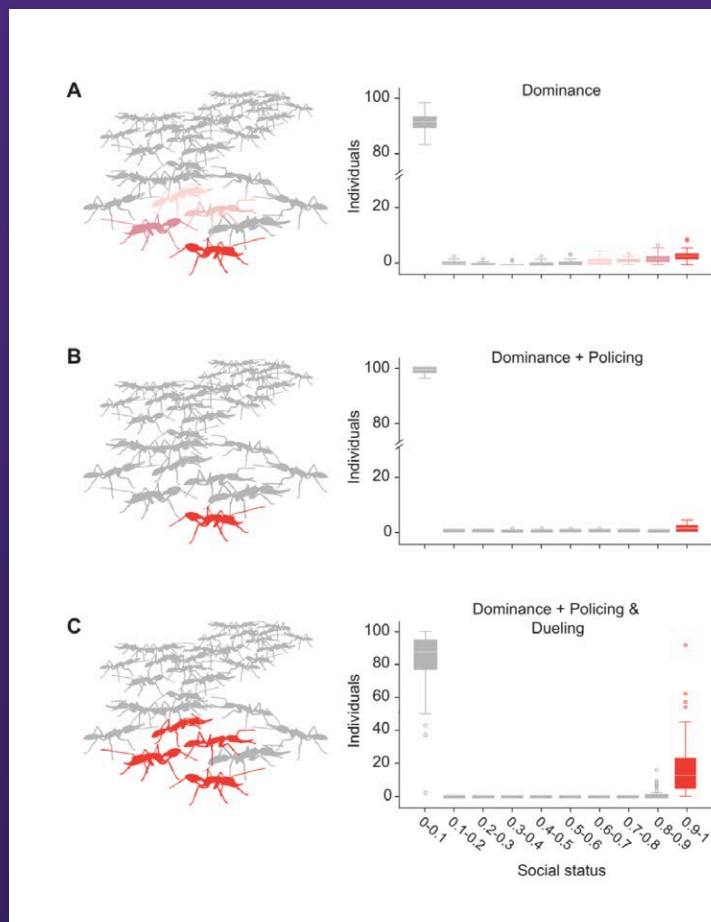 A
Dominance
Individuals
100
80
20
0
B
Dominance + Policing
Individuals
100
80
20
0
C
Dominance + Policing &
Dueling
Individuals
100
80
60
40
20
0
0-0.1
0.1-0.2
0.2-0.3
0.3-0.4
0.4-0.5
0.5-0.6
0.6-0.7
0.7-0.8
0.8-0.9
0.9-1
Social status